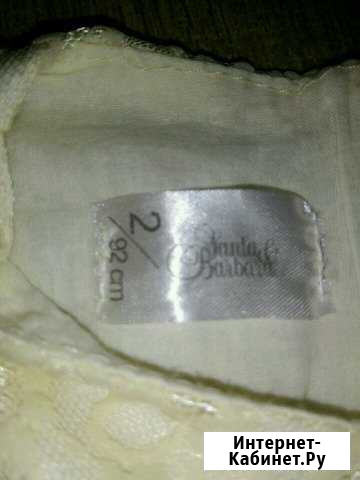 2/92 cm
Santa
Barbara
Интернет-
Кабинет.Ру